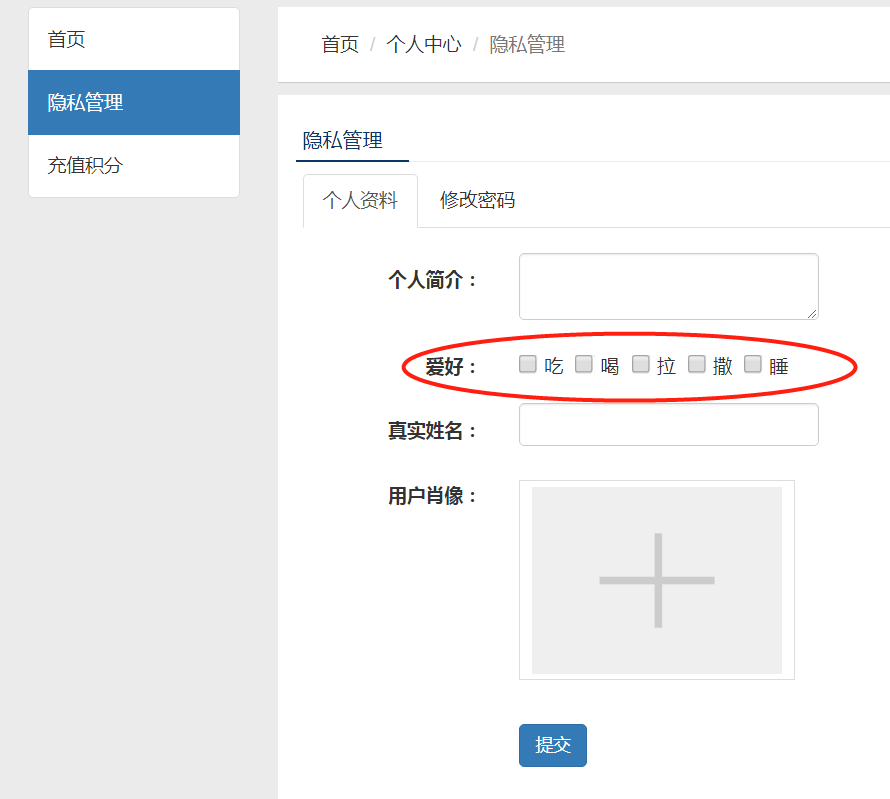 首页
隐私管理
充值积分
首页 / 个人中心 / 隐私管理
隐私管理
个人资料 修改密码
个人简介：
爱好： 吃 喝 拉 撒 睡
真实姓名：
用户肖像：
提交